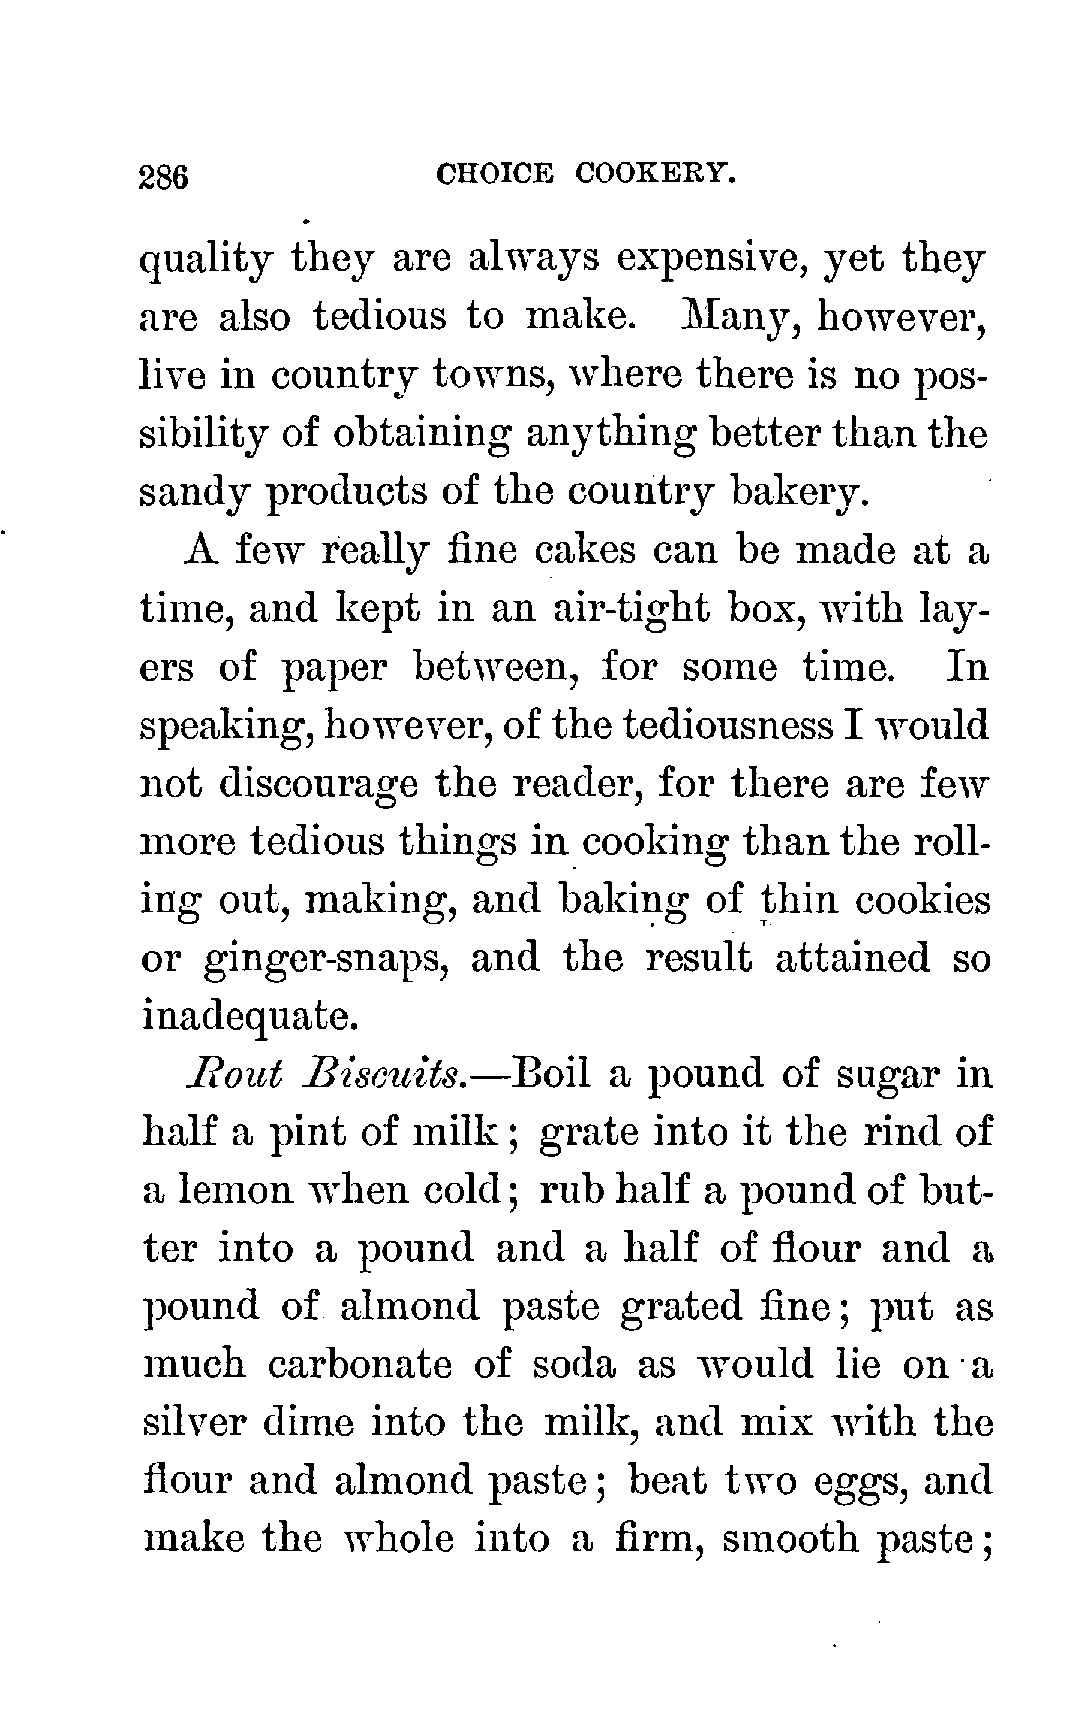 286 CHOICE COOKERY.
quality they are always expensive, yet they
are also tedious to make. Many, however,
live in country towns, where there is no pos-
sibility of obtaining anything better than the
sandy products of the country bakery.
A few really fine cakes can be made at a
time, and kept in an air-tight box, with lay-
ers of paper between, for some time. In
speaking, however, of the tediousness I would
not discourage the reader, for there are few
more tedious things in cooking than the roll-
ing out, making, and baking of thin cookies
or ginger-snaps, and the result attained so
inadequate.
Rout Biscuits.—Boil a pound of sugar in
half a pint of milk; grate into it the rind of
a lemon when cold; rub half a pound of but-
ter into a pound and a half of flour and a
pound of almond paste grated fine; put as
much carbonate of soda as would lie on a
silver dime into the milk, and mix with the
flour and almond paste; beat two eggs, and
make the whole into a firm, smooth paste;